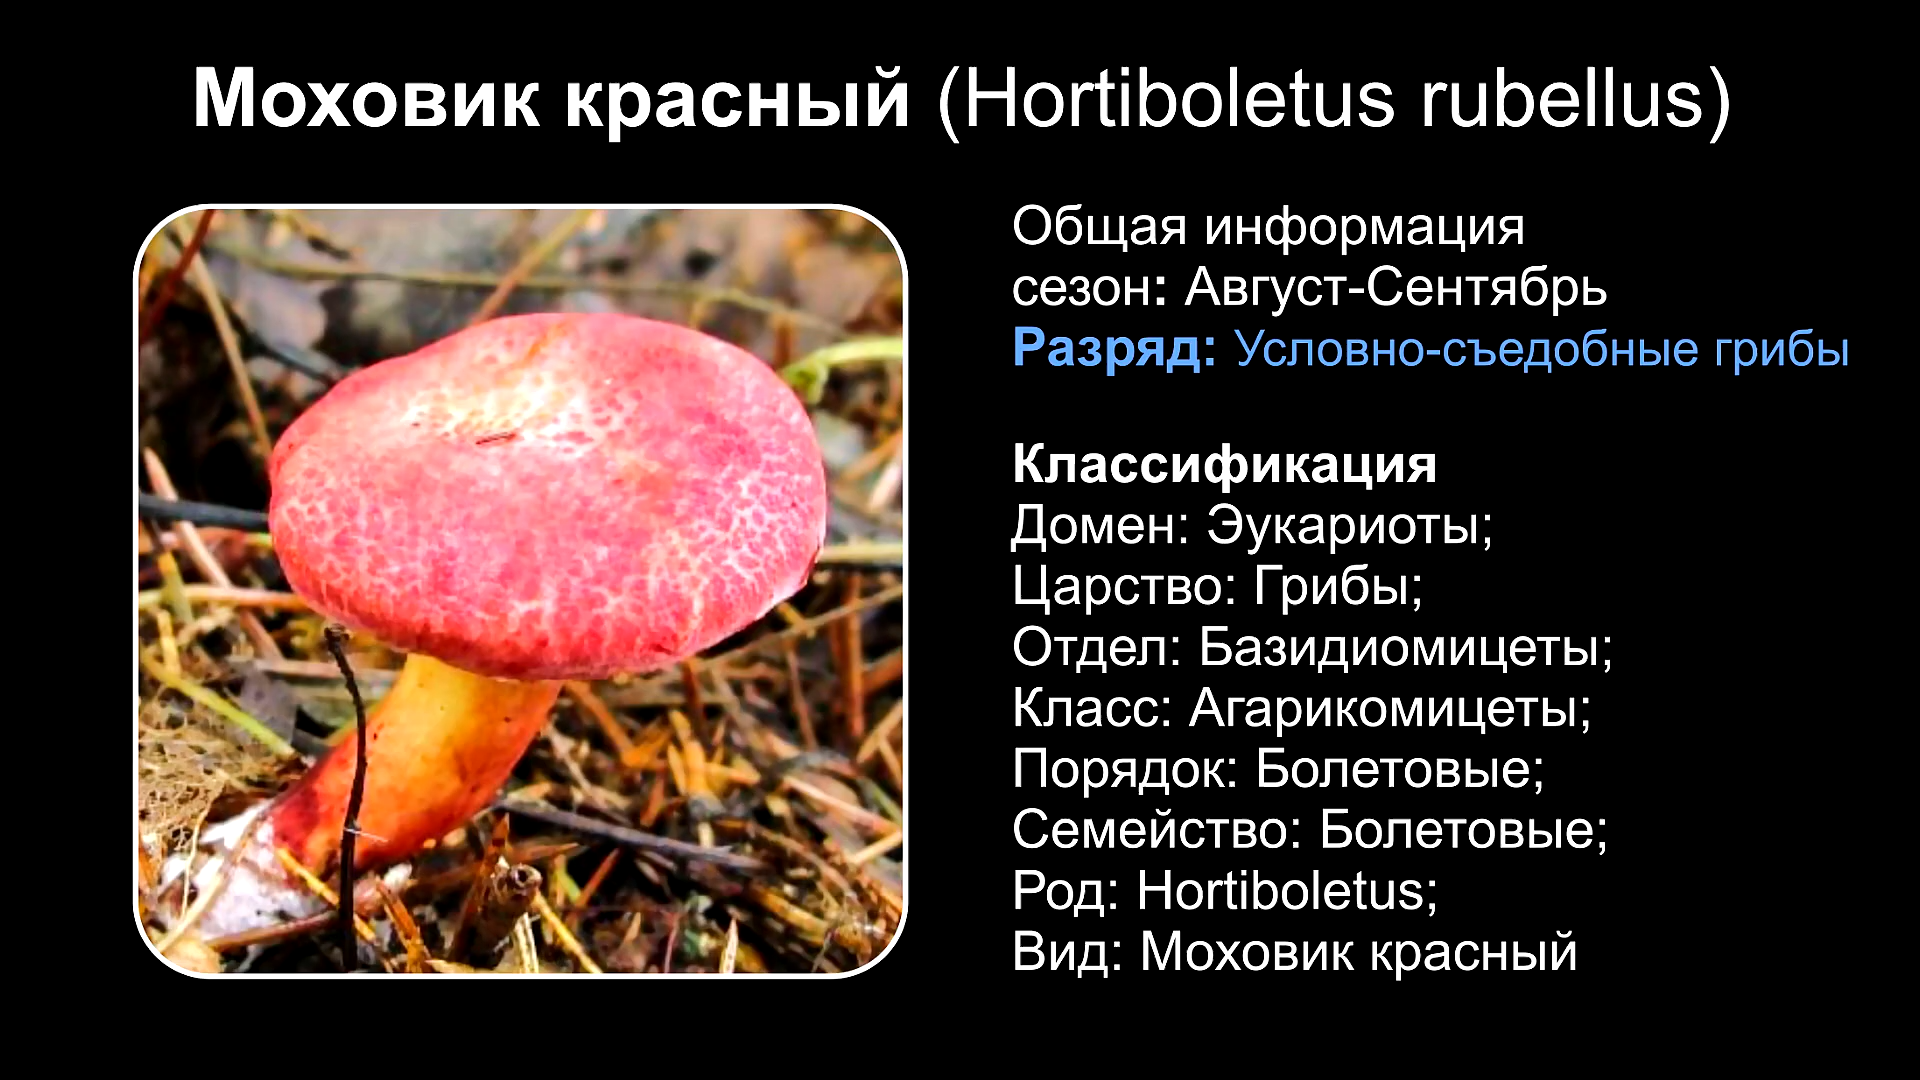 Моховик красный (Hortiboletus rubellus)
Общая информация
сезон: Август-Сентябрь
Разряд: Условно-съедобные грибы
Классификация
Домен: Эукариоты;
Царство: Грибы;
Отдел: Базидиомицеты;
Класс: Агарикомицеты;
Порядок: Болетовые;
Семейство: Болетовые;
Род: Hortiboletus;
Вид: Моховик красный